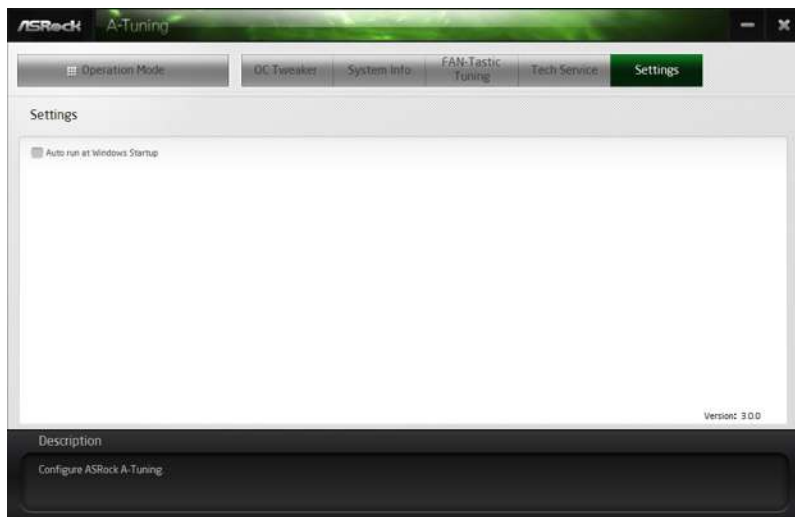 ASRock A-Tuning
Operation Mode OC Tweaker System Info FAN-Tastic Tuning Tech Service Settings
Settings
Auto run at Windows Startup
Version: 3.0.0
Description
Configure ASRock A-Tuning.